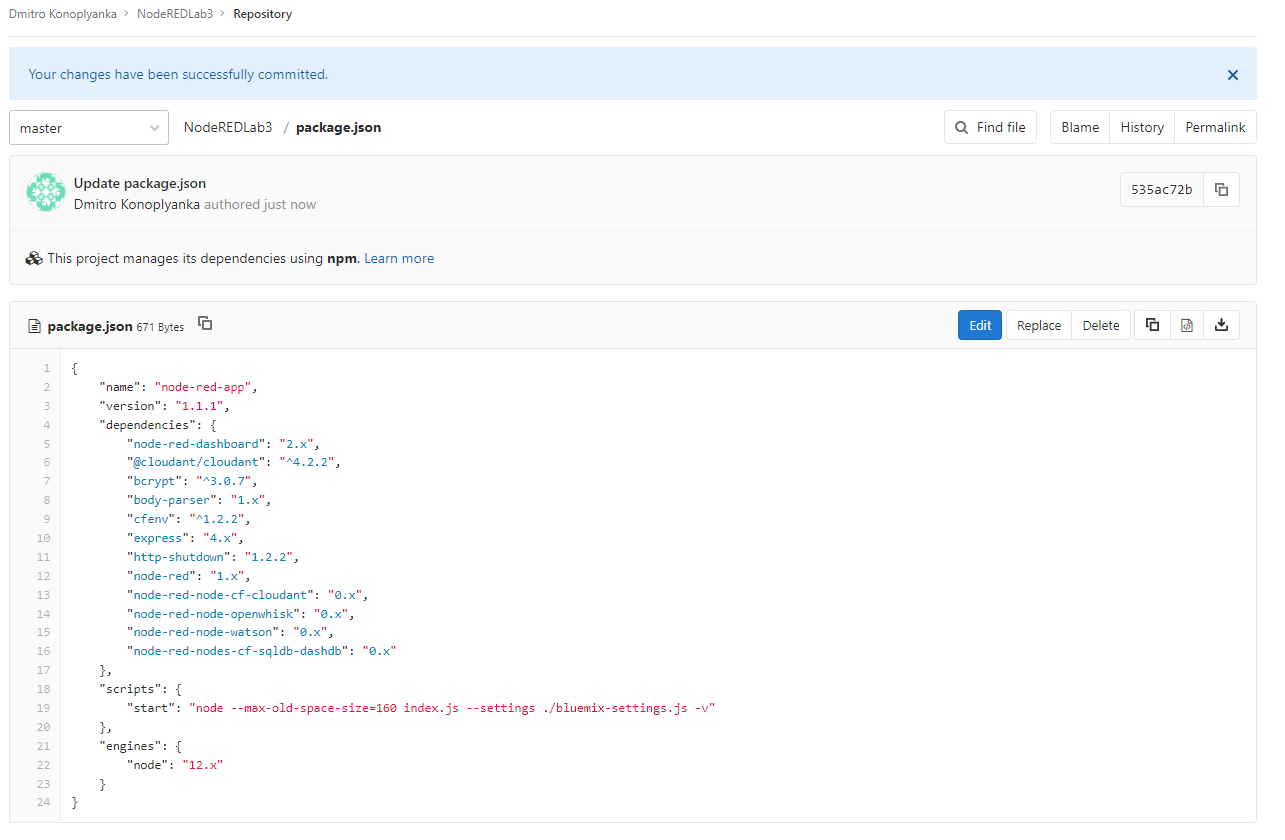 Dmitro Konoplyanka > NodeREDLab3 > Repository
Your changes have been successfully committed.
master NodeREDLab3 / package.json Find file Blame History Permalink
Update package.json
Dmitro Konoplyanka authored just now
535ac72b
This project manages its dependencies using npm. Learn more
package.json 671 Bytes Edit Replace Delete
1 {
2     "name": "node-red-app",
3     "version": "1.1.1",
4     "dependencies": {
5         "node-red-dashboard": "2.x",
6         "@cloudant/cloudant": "^4.2.2",
7         "bcrypt": "^3.0.7",
8         "body-parser": "1.x",
9         "cfenv": "^1.2.2",
10         "express": "4.x",
11         "http-shutdown": "1.2.2",
12         "node-red": "1.x",
13         "node-red-node-cf-cloudant": "0.x",
14         "node-red-node-openwhisk": "0.x",
15         "node-red-node-watson": "0.x",
16         "node-red-nodes-cf-sqldb-dashdb": "0.x"
17     },
18     "scripts": {
19         "start": "node --max-old-space-size=160 index.js --settings ./bluemix-settings.js -v"
20     },
21     "engines": {
22         "node": "12.x"
23     }
24 }